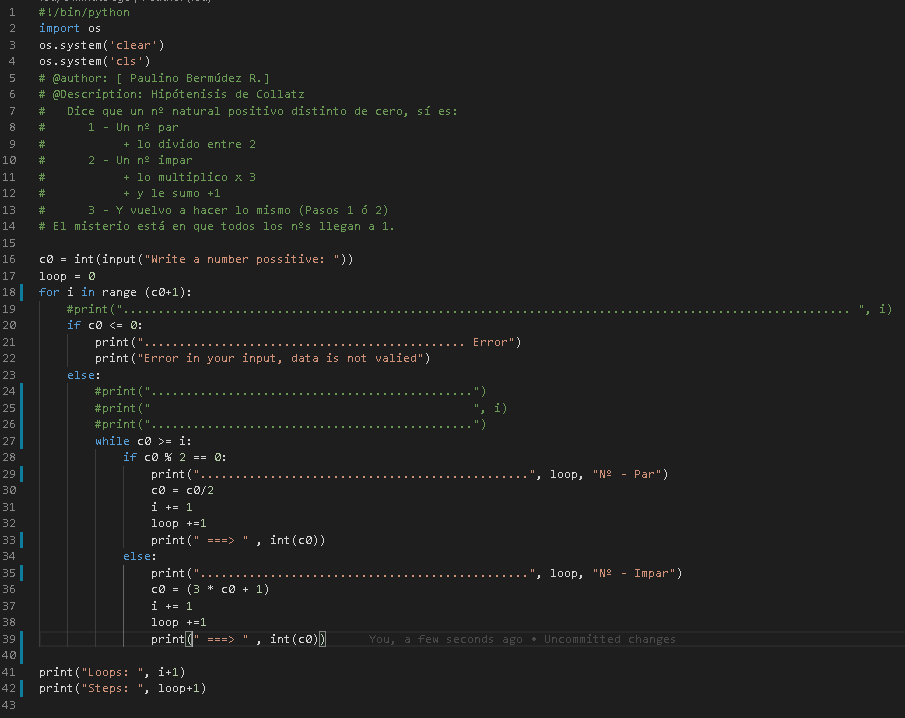 1 #!/bin/python
2 import os
3 os.system('clear')
4 os.system('cls')
5 # @author: [ Paulino Bermúdez R.]
6 # @Description: Hipótenisis de Collatz
7 #   Dice que un nº natural positivo distinto de cero, sí es:
8 #      1 - Un nº par
9 #           + lo divido entre 2
10 #      2 - Un nº impar
11 #           + lo multiplico x 3
12 #           + y le sumo +1
13 #      3 - Y vuelvo a hacer lo mismo (Pasos 1 ó 2)
14 # El misterio está en que todos los nºs llegan a 1.
15
16 c0 = int(input("Write a number possitive: "))
17 loop = 0
18 for i in range (c0+1):
19     #print("........................................................................................................ ", i)
20     if c0 <= 0:
21         print(".............................................. Error")
22         print("Error in your input, data is not valied")
23     else:
24         #print("..............................................")
25         #print("                                              ", i)
26         #print("..............................................")
27         while c0 >= i:
28             if c0 % 2 == 0:
29                 print("...............................................", loop, "Nº - Par")
30                 c0 = c0/2
31                 i += 1
32                 loop +=1
33                 print(" ===> " , int(c0))
34             else:
35                 print("...............................................", loop, "Nº - Impar")
36                 c0 = (3 * c0 + 1)
37                 i += 1
38                 loop +=1
39                 print(" ===> " , int(c0)) You, a few seconds ago • Uncommitted changes
40
41 print("Loops: ", i+1)
42 print("Steps: ", loop+1)
43